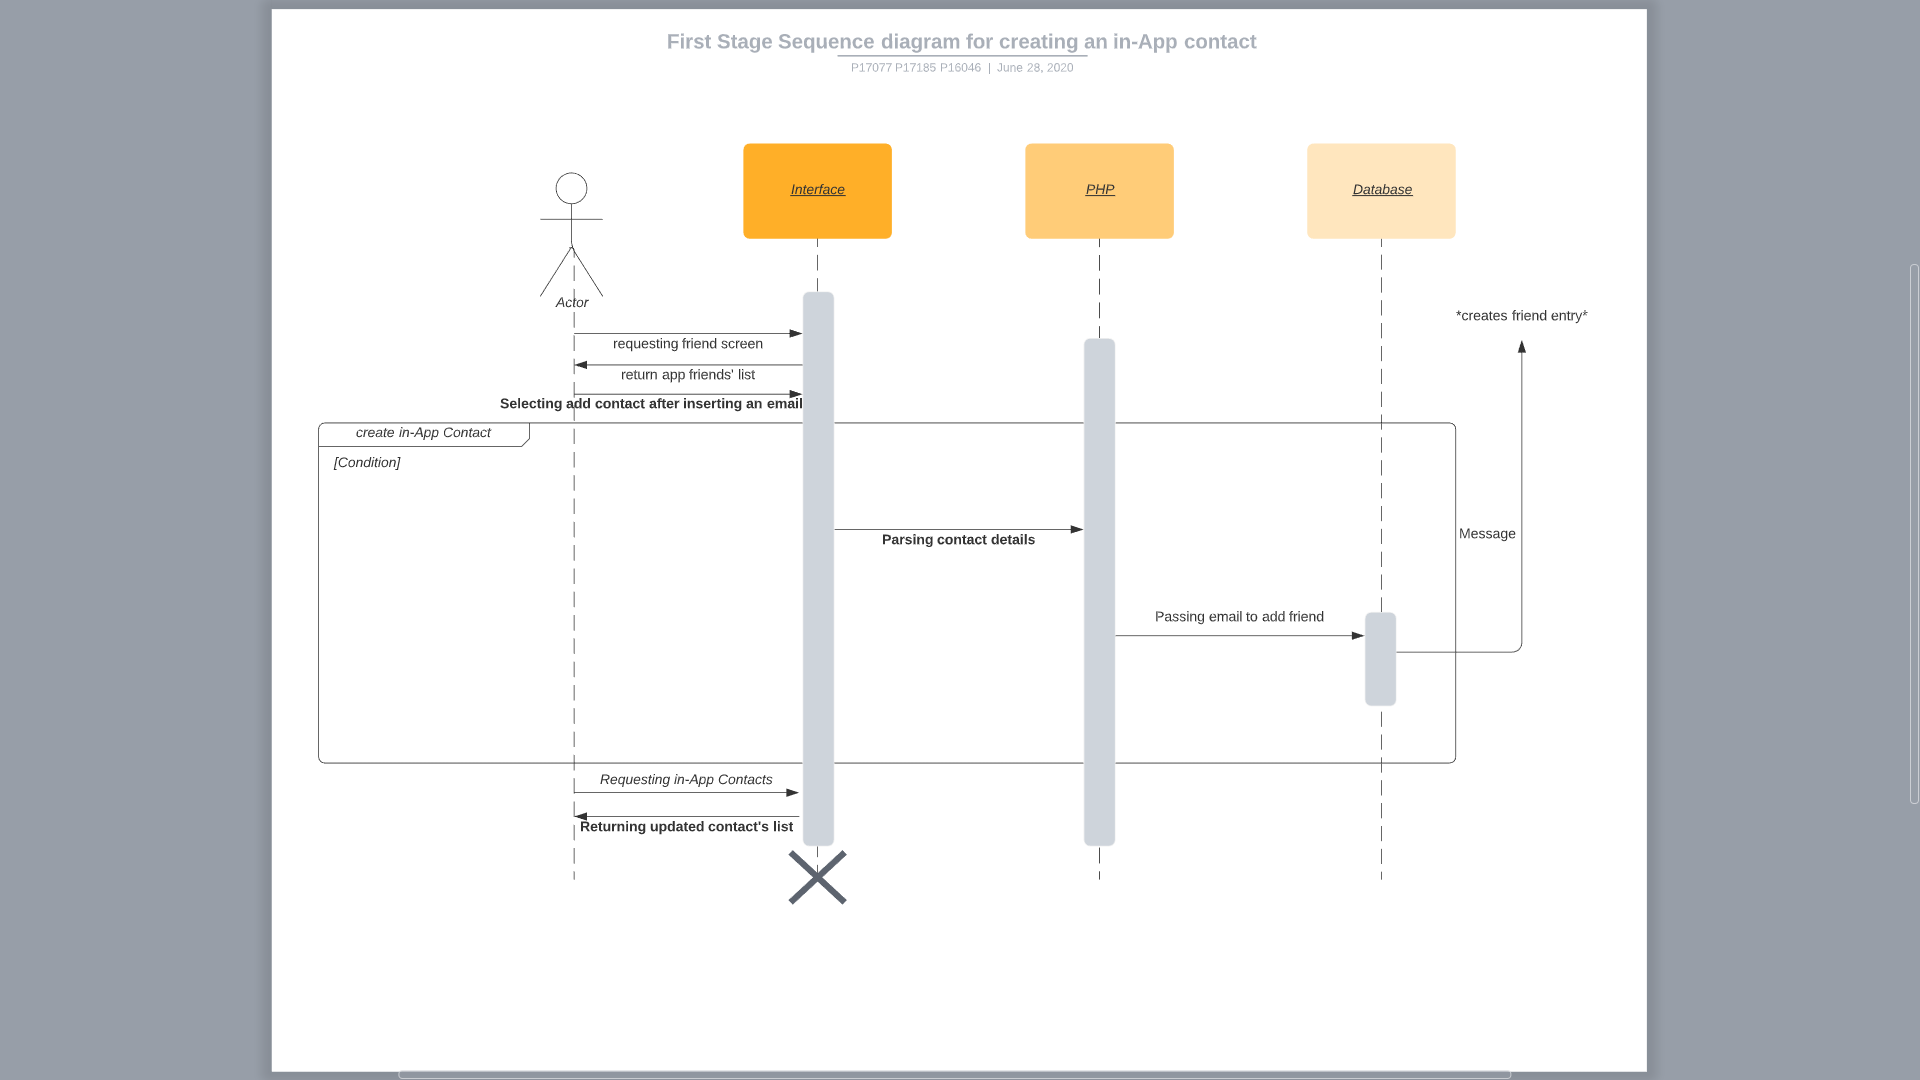 First Stage Sequence diagram for creating an in-App contact
P17077 P17185 P16046 | June 28, 2020
Interface
PHP
Database
Actor
*creates friend entry*
requesting friend screen
return app friends' list
Selecting add contact after inserting an email
create in-App Contact
[Condition]
Message
Parsing contact details
Passing email to add friend
Requesting in-App Contacts
Returning updated contact's list